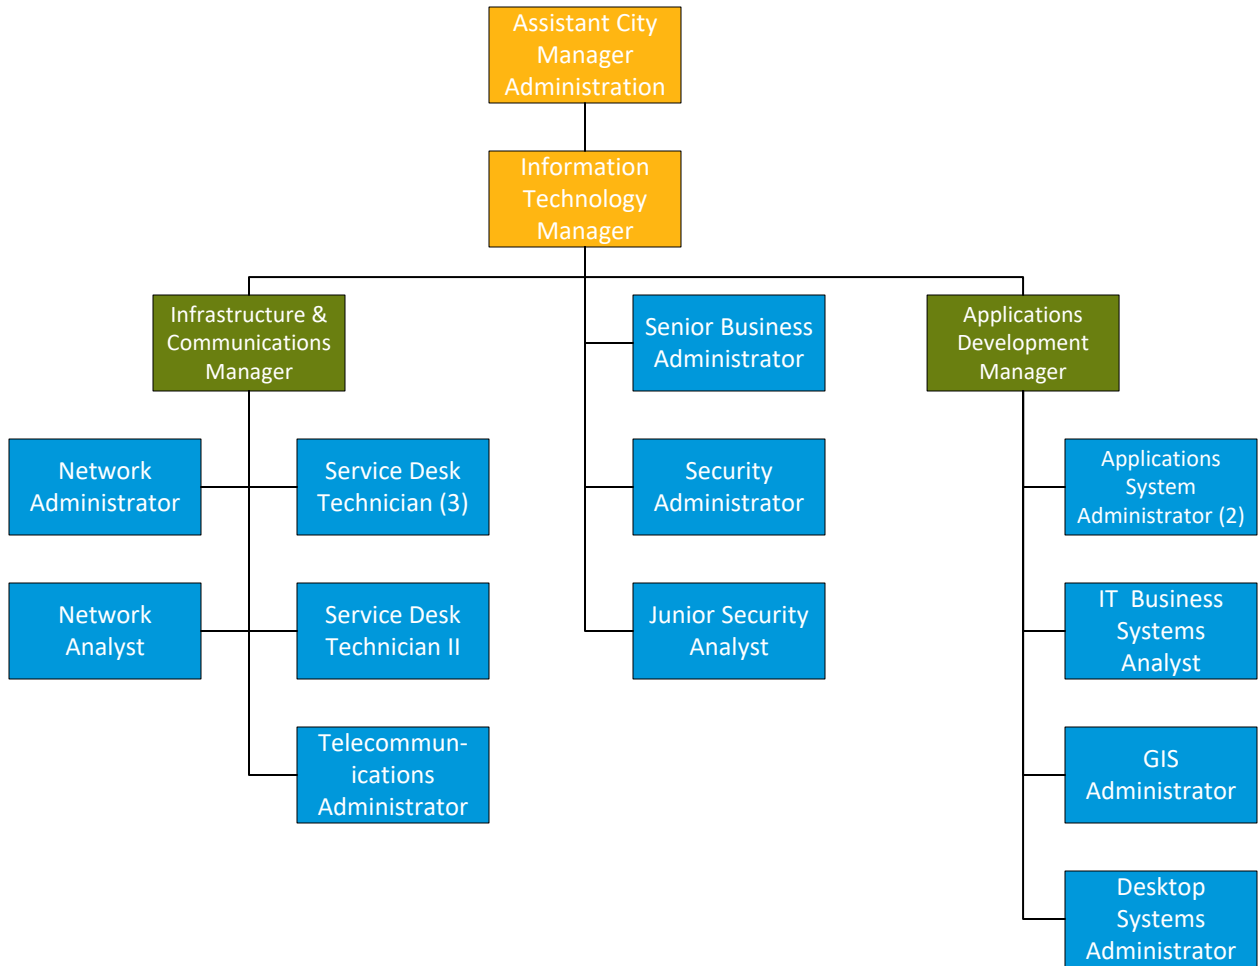 Assistant City
Manager
Administration
Information
Technology
Manager
Infrastructure &
Communications
Manager
Senior Business
Administrator
Applications
Development
Manager
Network
Administrator
Service Desk
Technician (3)
Security
Administrator
Applications
System
Administrator (2)
Network
Analyst
Service Desk
Technician II
Junior Security
Analyst
IT  Business
Systems
Analyst
Telecommun-
ications
Administrator
GIS
Administrator
Desktop
Systems
Administrator